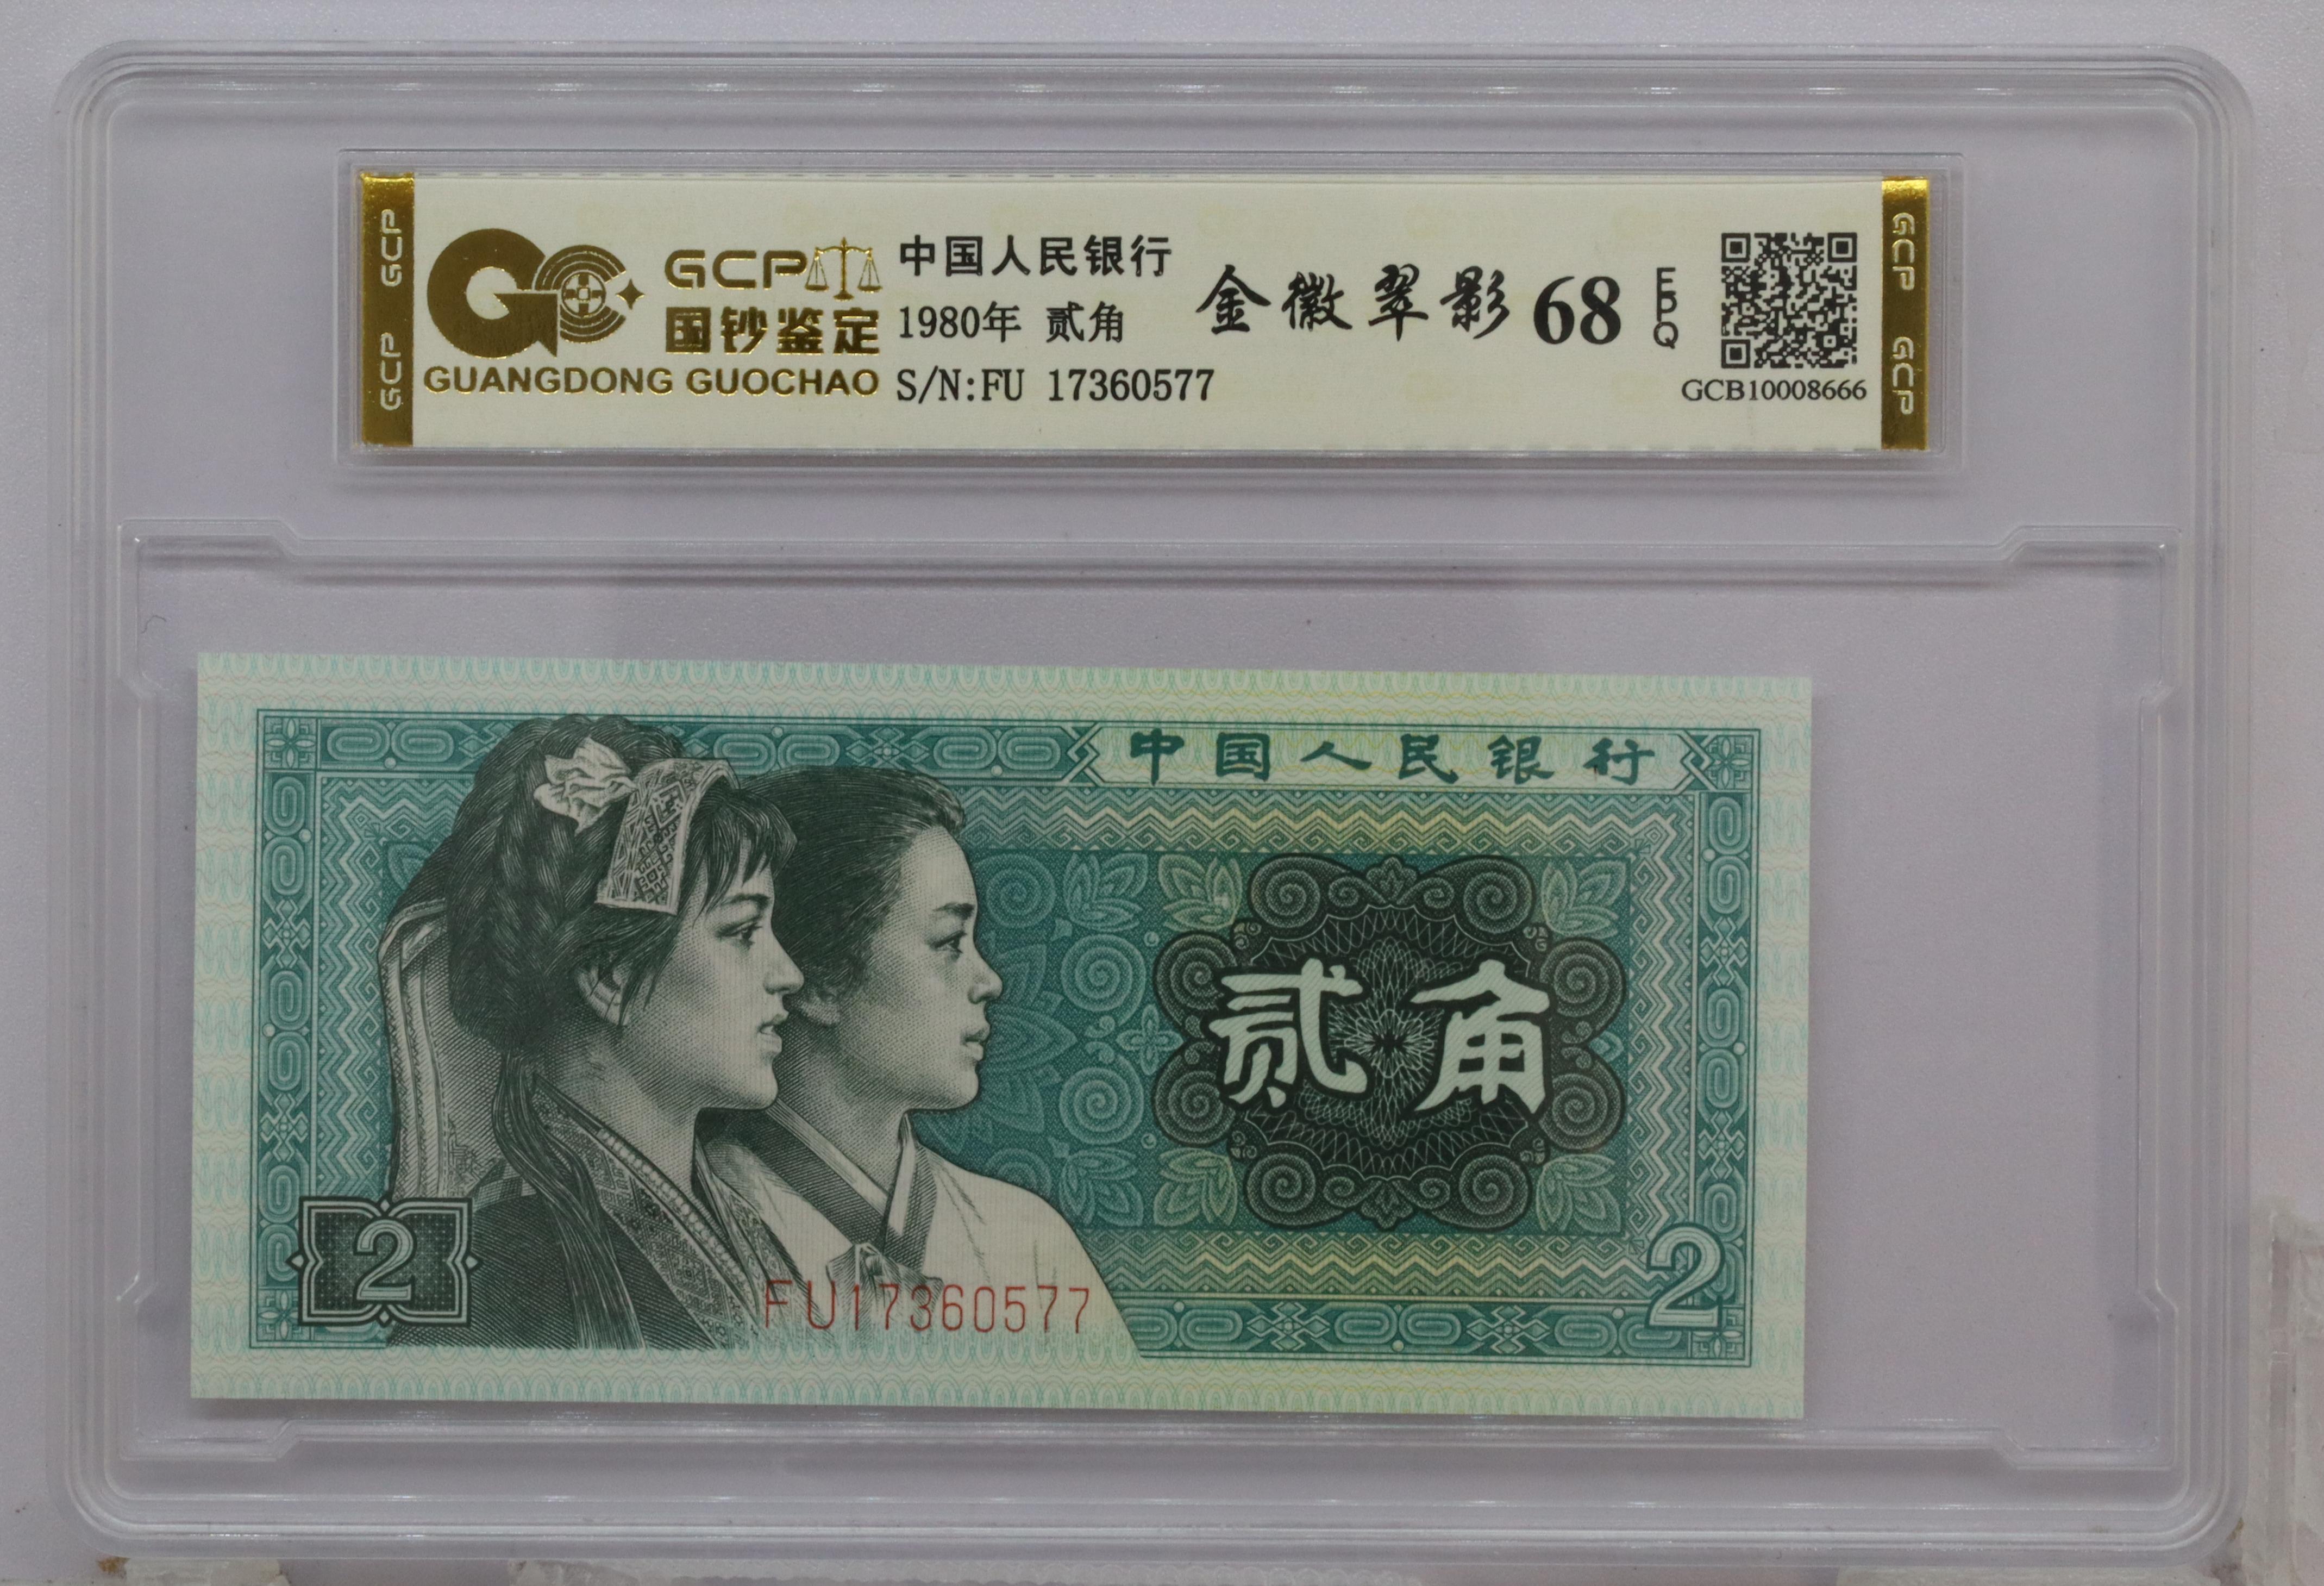 GCP GCP
GCP
国钞鉴定
GUANGDONG GUOCHAO
中国人民银行
1980年 贰角
S/N:FU 17360577
金徽翠影 68 EPQ
GCB10008666
GCP GCP
中国人民银行
贰角
2
FU17360577
2